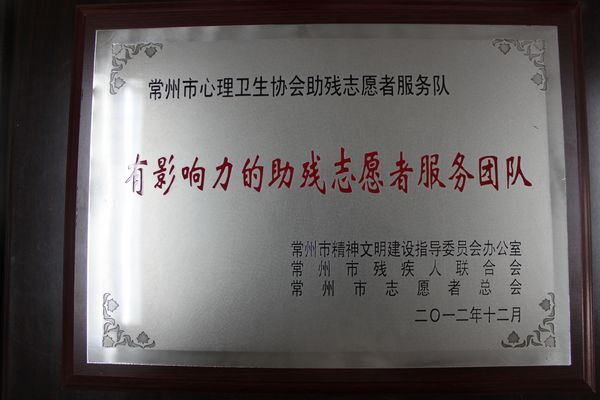 常州市心理卫生协会助残志愿者服务队
有影响力的助残志愿者服务团队
常州市精神文明建设指导委员会办公室
常州市残疾人联合会
常州市志愿者总会
二〇一二年十二月